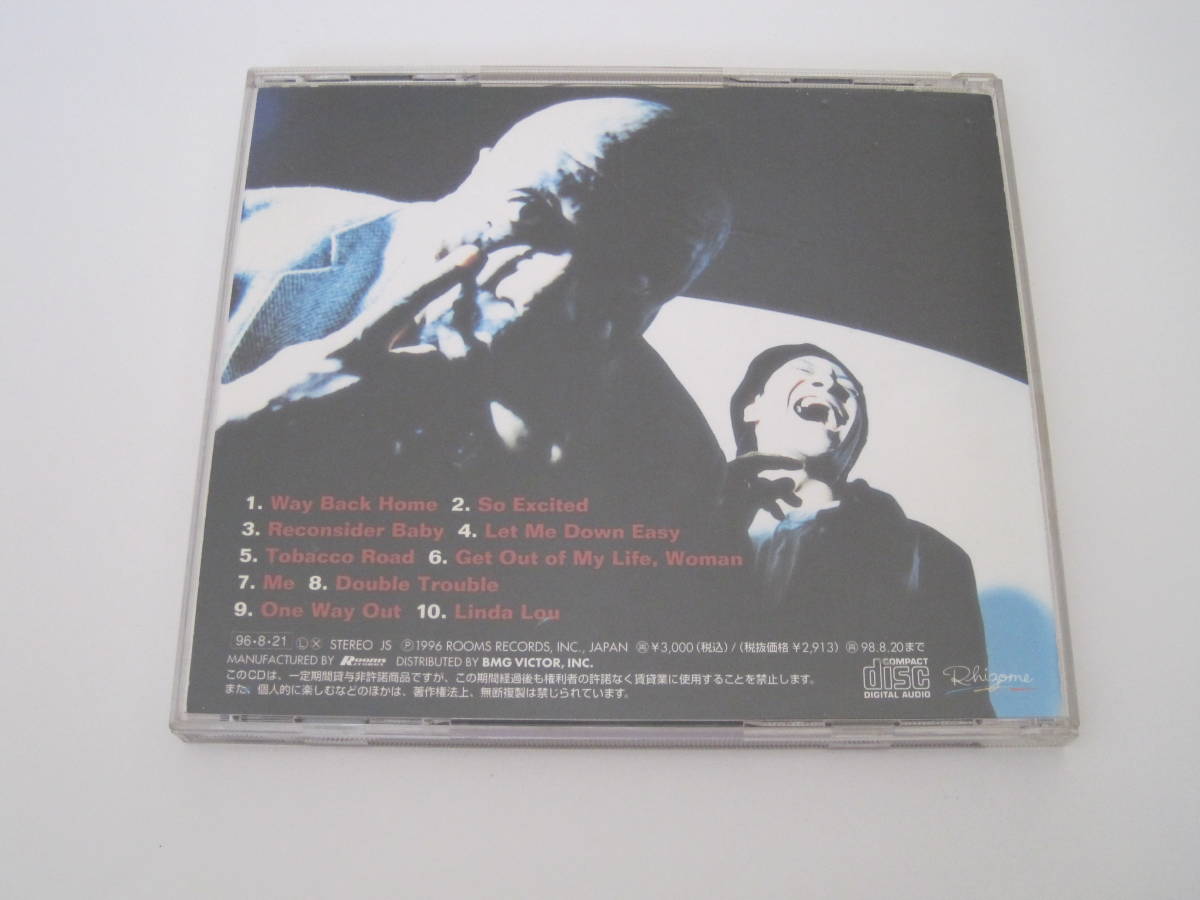 1. Way Back Home 2. So Excited
3. Reconsider Baby 4. Let Me Down Easy
5. Tobacco Road 6. Get Out of My Life, Woman
7. Me 8. Double Trouble
9. One Way Out 10. Linda Lou
96・8・21 Ⓛ X STEREO JS Ⓟ1996 ROOMS RECORDS, INC., JAPAN ㊢¥3,000(税込)/(税抜価格 ¥2,913) ㊢98.8.20まで
MANUFACTURED BY Rooms DISTRIBUTED BY BMG VICTOR, INC.
このCDは、一定期間貸与非許諾商品ですが、この期間経過後も権利者の許諾なく賃貸業に使用することを禁止します。
また、個人的に楽しむなどのほかは、著作権法上、無断複製は禁じられています。
COMPACT
disc
DIGITAL AUDIO
Rhizome